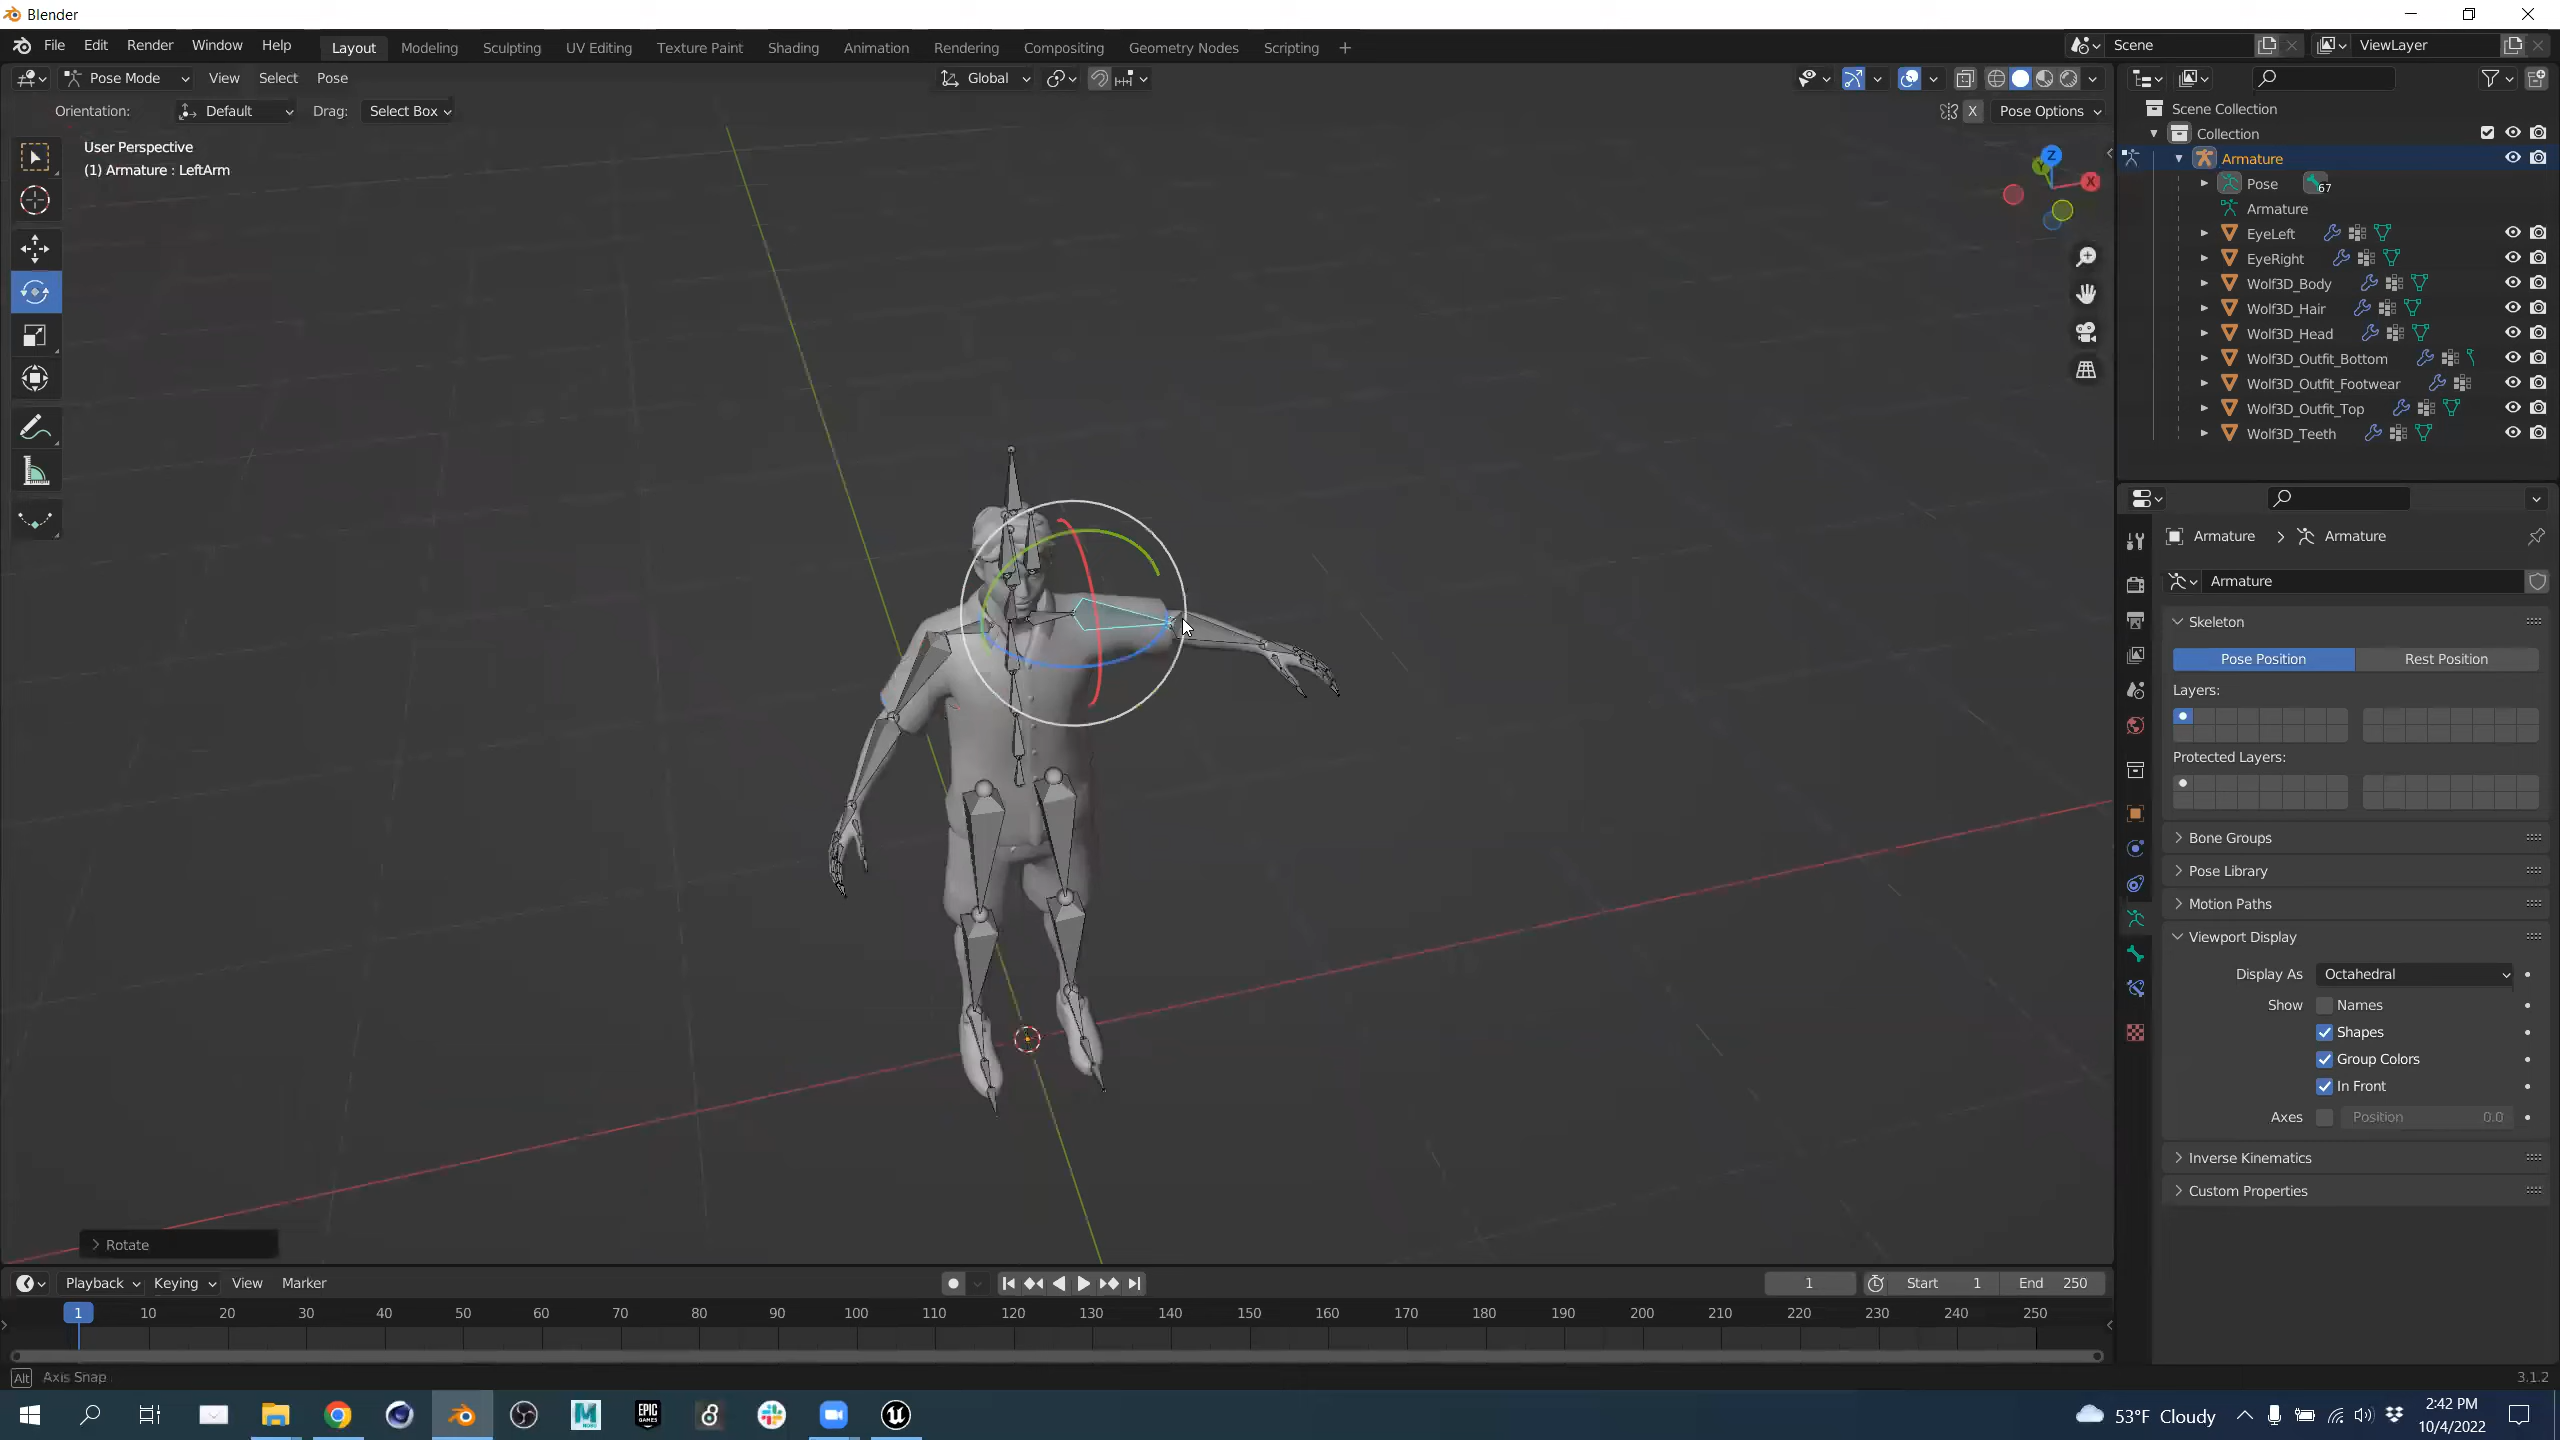 Blender
File Edit Render Window Help Layout Modeling Sculpting UV Editing Texture Paint Shading Animation Rendering Compositing Geometry Nodes Scripting + Scene ViewLayer
Pose Mode View Select Pose Global
Orientation: Default Drag: Select Box X Pose Options
User Perspective
(1) Armature : LeftArm
Z
Y
X
Scene Collection
Collection
Armature
Pose 67
Armature
EyeLeft
EyeRight
Wolf3D_Body
Wolf3D_Hair
Wolf3D_Head
Wolf3D_Outfit_Bottom
Wolf3D_Outfit_Footwear
Wolf3D_Outfit_Top
Wolf3D_Teeth
Armature > Armature
Armature
Skeleton
Pose Position Rest Position
Layers:
Protected Layers:
Bone Groups
Pose Library
Motion Paths
Viewport Display
Display As Octahedral
Show Names
Shapes
Group Colors
In Front
Axes Position 0.0
Inverse Kinematics
Custom Properties
> Rotate
Playback Keying View Marker 1 Start 1 End 250
1 10 20 30 40 50 60 70 80 90 100 110 120 130 140 150 160 170 180 190 200 210 220 230 240 250
Alt Axis Snap 3.1.2
EPIC GAMES
53°F Cloudy
2:42 PM
10/4/2022